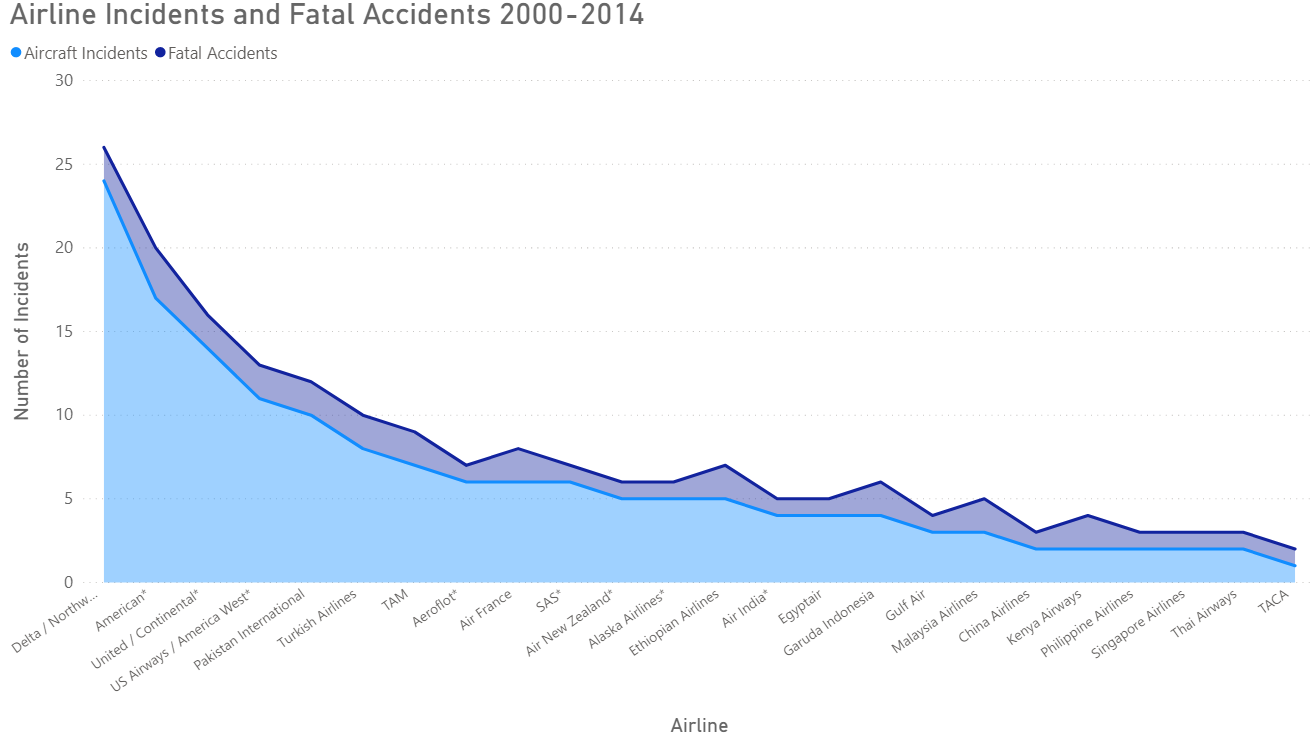 Airline Incidents and Fatal Accidents 2000-2014
Aircraft Incidents Fatal Accidents
30
25
20
15
10
5
0
Number of Incidents
Delta / Northw...
American*
United / Continental*
US Airways / America West*
Pakistan International
Turkish Airlines
TAM
Aeroflot*
Air France
SAS*
Air New Zealand*
Alaska Airlines*
Ethiopian Airlines
Air India*
Egyptair
Garuda Indonesia
Gulf Air
Malaysia Airlines
China Airlines
Kenya Airways
Philippine Airlines
Singapore Airlines
Thai Airways
TACA
Airline